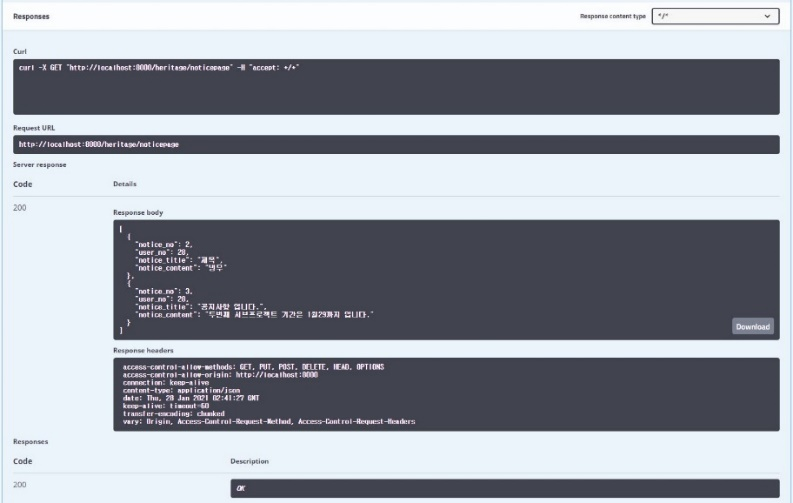 Responses
Response content type */*
Curl
curl -X GET "http://localhost:8080/heritage/noticepage" -H "accept: */*"
Request URL
http://localhost:8080/heritage/noticepage
Server response
Code Details
200
Response body
[
{
"notice_no": 2,
"user_no": 28,
"notice_title": "제목",
"notice_content":
},
{
"notice_no": 3,
"user_no": 28,
"notice_title": "공지사항 입니다.",
"notice_content": "두번째 서브프로젝트 기간은 1월29까지 입니다."
}
]
Download
Response headers
access-control-allow-methods: GET, PUT, POST, DELETE, HEAD, OPTIONS
access-control-allow-origin: http://localhost:8080
connection: keep-alive
content-type: application/json
date: Thu, 28 Jan 2021 02:41:27 GMT
keep-alive: timeout=60
transfer-encoding: chunked
vary: Origin, Access-Control-Request-Method, Access-Control-Request-Headers
Responses
Code Description
200
OK